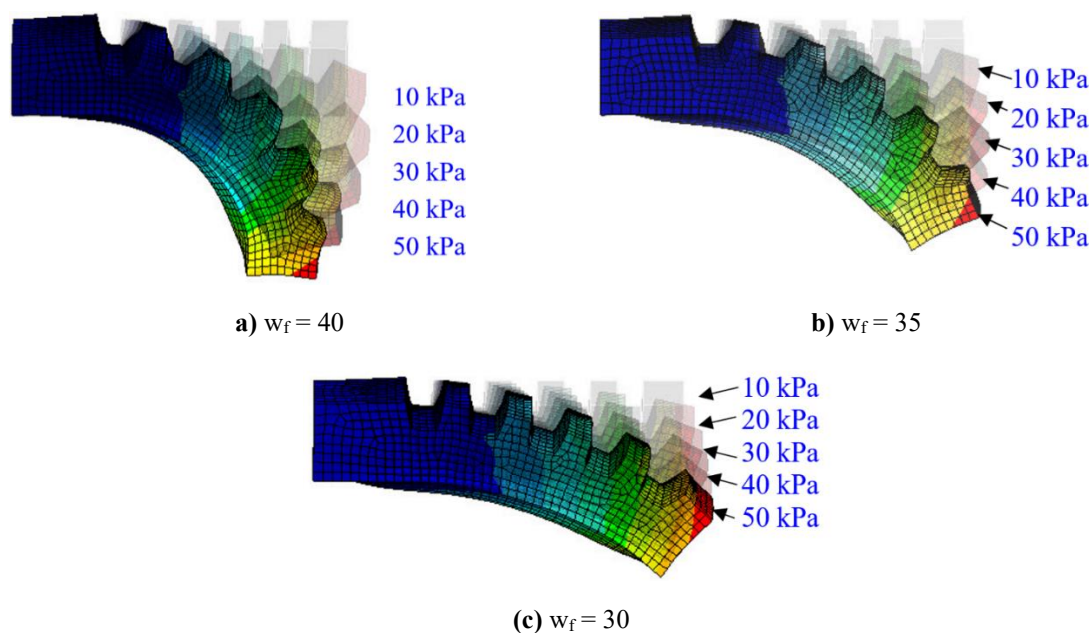 10 kPa
20 kPa
30 kPa
40 kPa
50 kPa
a) wf = 40
10 kPa
20 kPa
30 kPa
40 kPa
50 kPa
b) wf = 35
10 kPa
20 kPa
30 kPa
40 kPa
50 kPa
(c) wf = 30